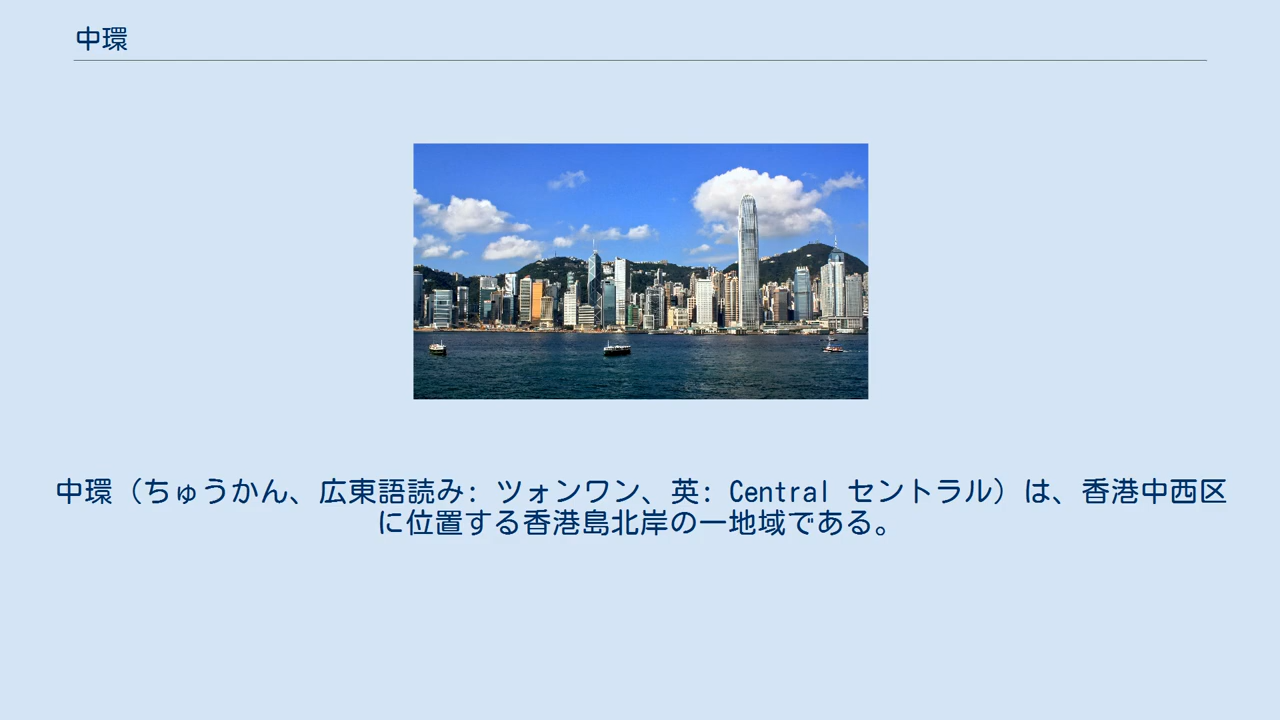 中環
中環（ちゅうかん、広東語読み: ツォンワン、英: Central セントラル）は、香港中西区
に位置する香港島北岸の一地域である。